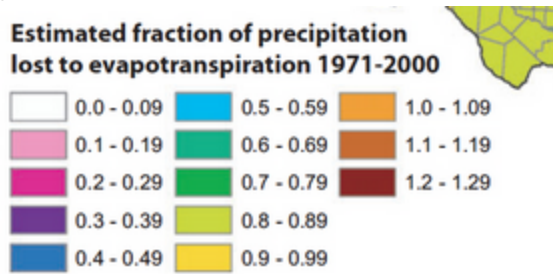 Estimated fraction of precipitation
lost to evapotranspiration 1971-2000
0.0 - 0.09
0.1 - 0.19
0.2 - 0.29
0.3 - 0.39
0.4 - 0.49
0.5 - 0.59
0.6 - 0.69
0.7 - 0.79
0.8 - 0.89
0.9 - 0.99
1.0 - 1.09
1.1 - 1.19
1.2 - 1.29